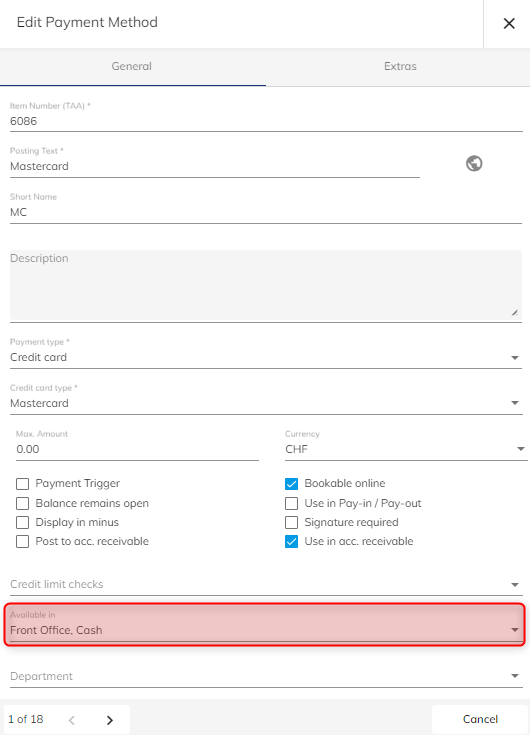 Edit Payment Method
General Extras
Item Number (TAA) *
6086
Posting Text *
Mastercard
Short Name
MC
Description
Payment type *
Credit card
Credit card type *
Mastercard
Max. Amount Currency
0.00 CHF
Payment Trigger Bookable online
Balance remains open Use in Pay-in / Pay-out
Display in minus Signature required
Post to acc. receivable Use in acc. receivable
Credit limit checks
Available in
Front Office, Cash
Department
1 of 18 Cancel